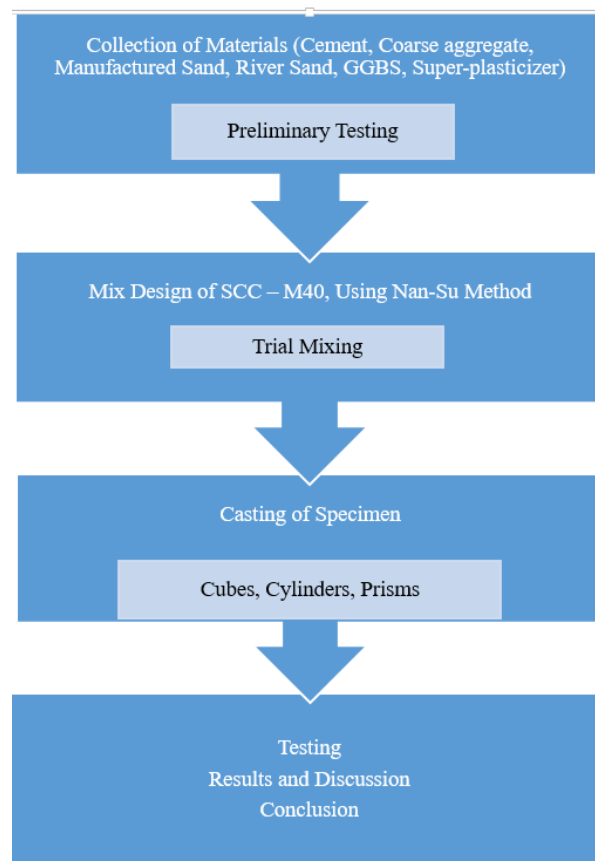 Collection of Materials (Cement, Coarse aggregate,
Manufactured Sand, River Sand, GGBS, Super-plasticizer)
Preliminary Testing
Mix Design of SCC – M40, Using Nan-Su Method
Trial Mixing
Casting of Specimen
Cubes, Cylinders, Prisms
Testing
Results and Discussion
Conclusion